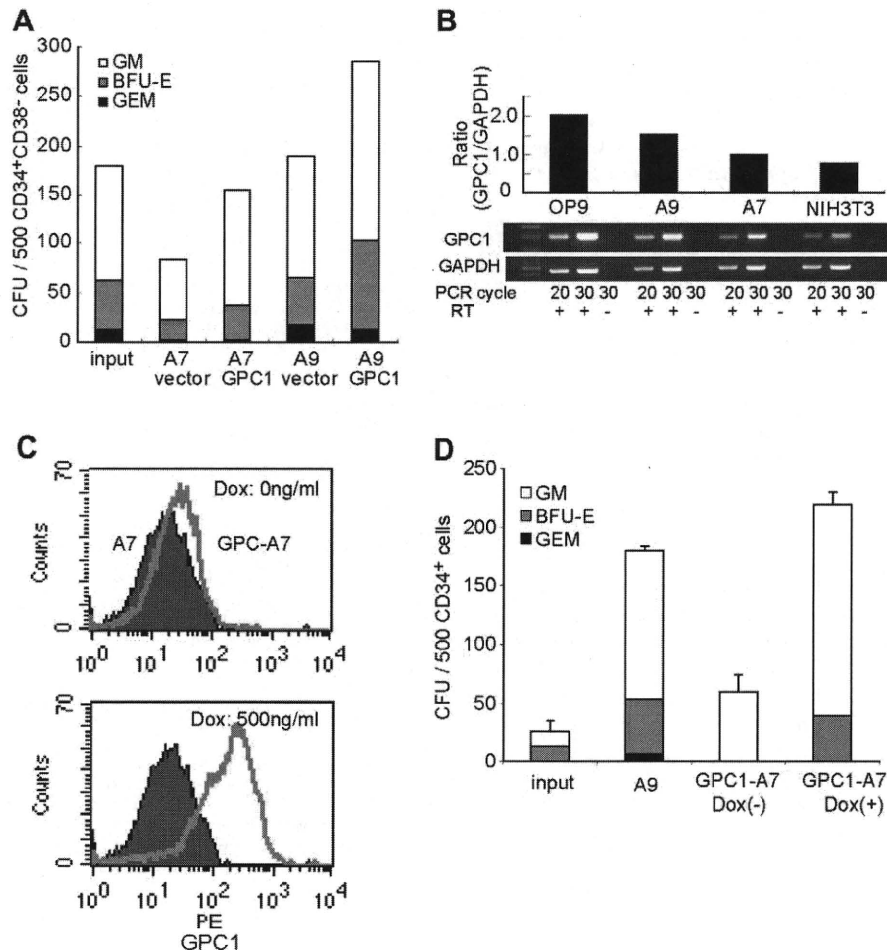 A
CFU / 500 CD34+CD38- cells
300
250
200
150
100
50
0
GM
BFU-E
GEM
input
A7 vector
A7 GPC1
A9 vector
A9 GPC1
B
Ratio (GPC1/GAPDH)
2.0
1.0
0
OP9 A9 A7 NIH3T3
GPC1
GAPDH
PCR cycle 20 30 30 20 30 30 20 30 30 20 30 30
RT + + - + + - + + - + + -
C
70
Counts
0
Dox: 0ng/ml
A7
GPC-A7
10^0 10^1 10^2 10^3 10^4
70
Counts
0
Dox: 500ng/ml
10^0 10^1 10^2 10^3 10^4
PE
GPC1
D
CFU / 500 CD34+ cells
250
200
150
100
50
0
GM
BFU-E
GEM
input
A9
GPC1-A7 Dox(-)
GPC1-A7 Dox(+)